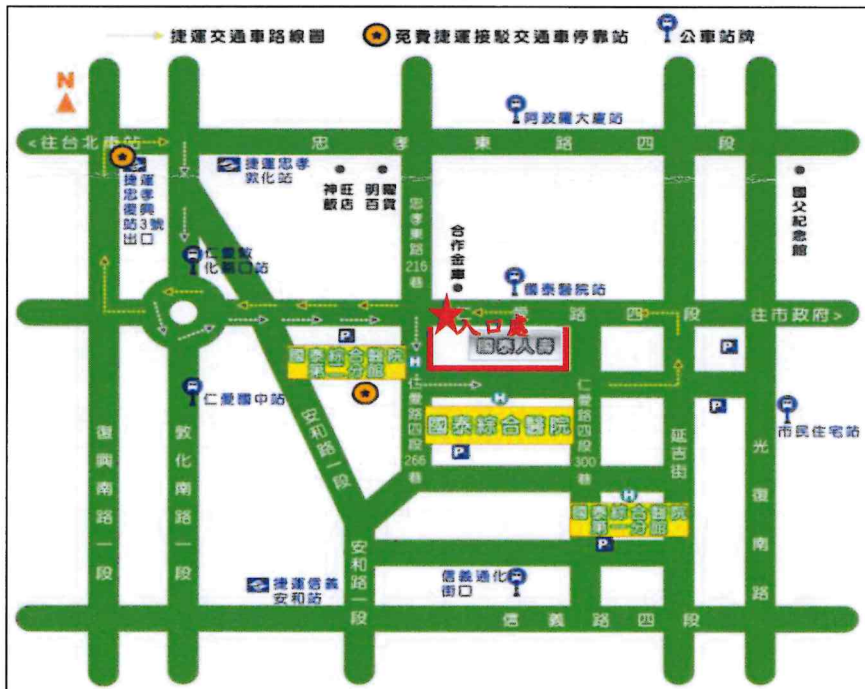 捷運交通車路線圖
免費捷運接駁交通車停靠站
公車站牌
N
阿波羅大廈站
<往台北車站
忠孝東路四段
捷運忠孝復興站3號出口
捷運忠孝
敦化站
神旺
飯店
明曜
百貨
忠孝東路216巷
合作金庫
國父紀念館
仁愛敦
化路口站
國泰醫院站
路四段
往市政府>
入口處
國泰人壽
P
國泰綜合醫院
第二分館
H
P
仁愛國中站
仁愛路四段266巷
H
國泰綜合醫院
P
仁愛路四段300巷
P
市民住宅站
復興南路一段
敦化南路一段
安和路一段
延吉街
光復南路
H
國泰綜合醫院
第一分館
P
捷運信義
安和站
安和路一段
信義通化
街口
信義路四段